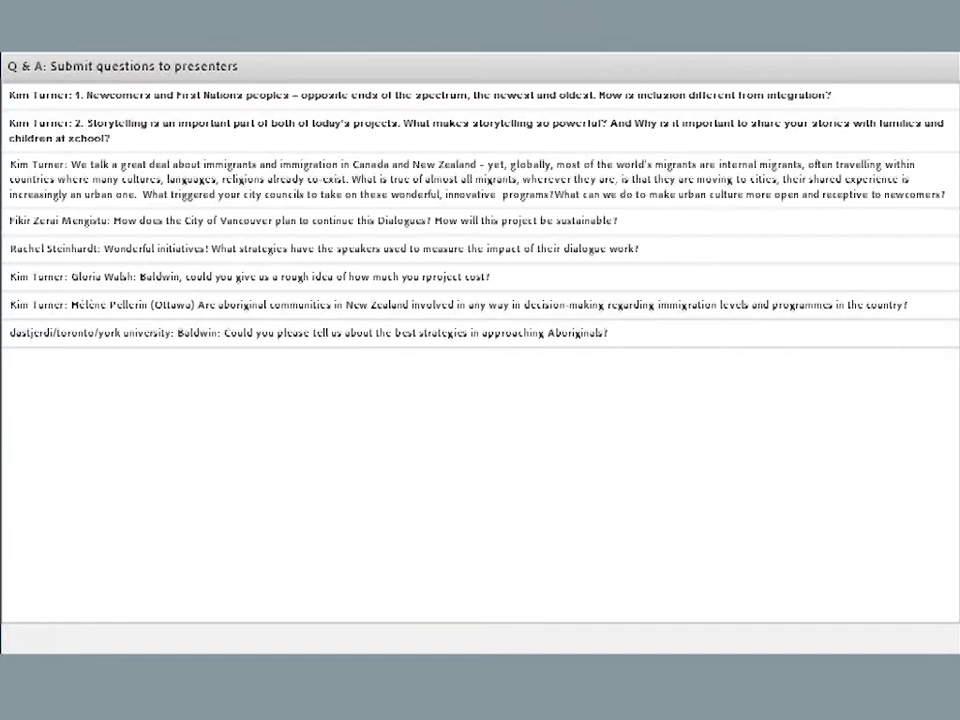 Q & A: Submit questions to presenters
Kim Turner: 1. Newcomers and First Nations peoples – opposite ends of the spectrum, the newest and oldest. How is inclusion different from integration?
Kim Turner: 2. Storytelling is an important part of both of today's projects. What makes storytelling so powerful? And Why is it important to share your stories with families and
children at school?
Kim Turner: We talk a great deal about immigrants and immigration in Canada and New Zealand – yet, globally, most of the world's migrants are internal migrants, often travelling within
countries where many cultures, languages, religions already co-exist. What is true of almost all migrants, wherever they are, is that they are moving to cities, their shared experience is
increasingly an urban one.  What triggered your city councils to take on these wonderful, innovative  programs?What can we do to make urban culture more open and receptive to newcomers?
Fikir Zerai Mengistu: How does the City of Vancouver plan to continue this Dialogues? How will this project be sustainable?
Rachel Steinhardt: Wonderful initiatives! What strategies have the speakers used to measure the impact of their dialogue work?
Kim Turner: Gloria Walsh: Baldwin, could you give us a rough idea of how much you rproject cost?
Kim Turner: Hélène Pellerin (Ottawa) Are aboriginal communities in New Zealand involved in any way in decision-making regarding immigration levels and programmes in the country?
dastjerdi/toronto/york university: Baldwin: Could you please tell us about the best strategies in approaching Aboriginals?